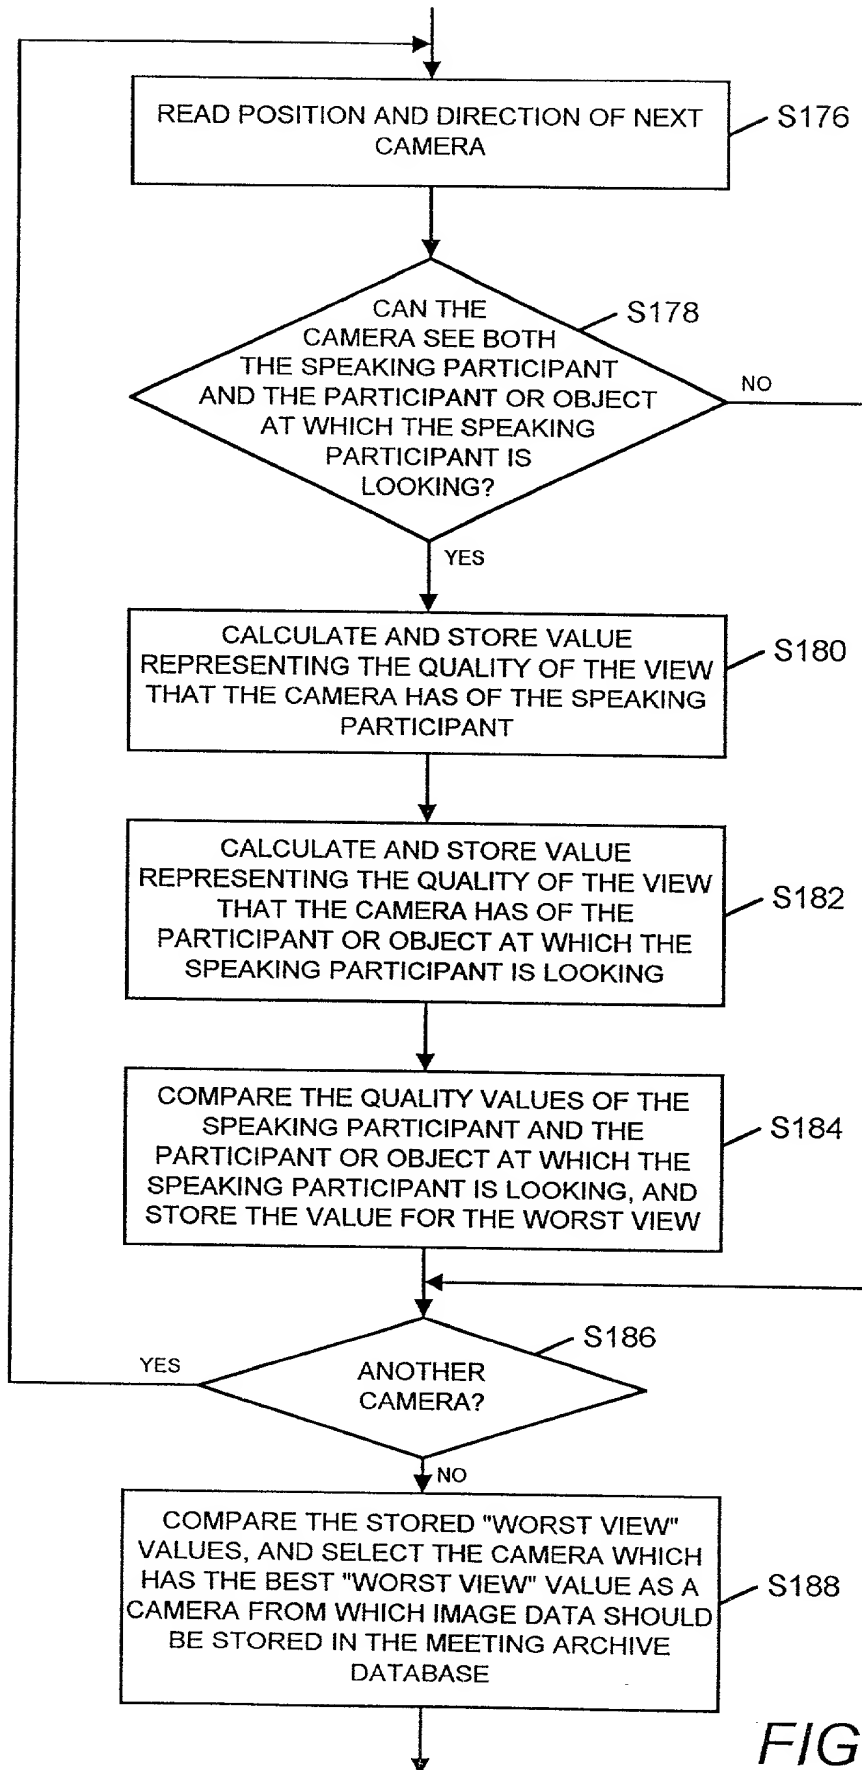 READ POSITION AND DIRECTION OF NEXT
CAMERA
S176
CAN THE
CAMERA SEE BOTH
THE SPEAKING PARTICIPANT
AND THE PARTICIPANT OR OBJECT
AT WHICH THE SPEAKING
PARTICIPANT IS
LOOKING?
S178
NO
YES
CALCULATE AND STORE VALUE
REPRESENTING THE QUALITY OF THE VIEW
THAT THE CAMERA HAS OF THE SPEAKING
PARTICIPANT
S180
CALCULATE AND STORE VALUE
REPRESENTING THE QUALITY OF THE VIEW
THAT THE CAMERA HAS OF THE
PARTICIPANT OR OBJECT AT WHICH THE
SPEAKING PARTICIPANT IS LOOKING
S182
COMPARE THE QUALITY VALUES OF THE
SPEAKING PARTICIPANT AND THE
PARTICIPANT OR OBJECT AT WHICH THE
SPEAKING PARTICIPANT IS LOOKING, AND
STORE THE VALUE FOR THE WORST VIEW
S184
YES
ANOTHER
CAMERA?
S186
NO
COMPARE THE STORED "WORST VIEW"
VALUES, AND SELECT THE CAMERA WHICH
HAS THE BEST "WORST VIEW" VALUE AS A
CAMERA FROM WHICH IMAGE DATA SHOULD
BE STORED IN THE MEETING ARCHIVE
DATABASE
S188
FIG